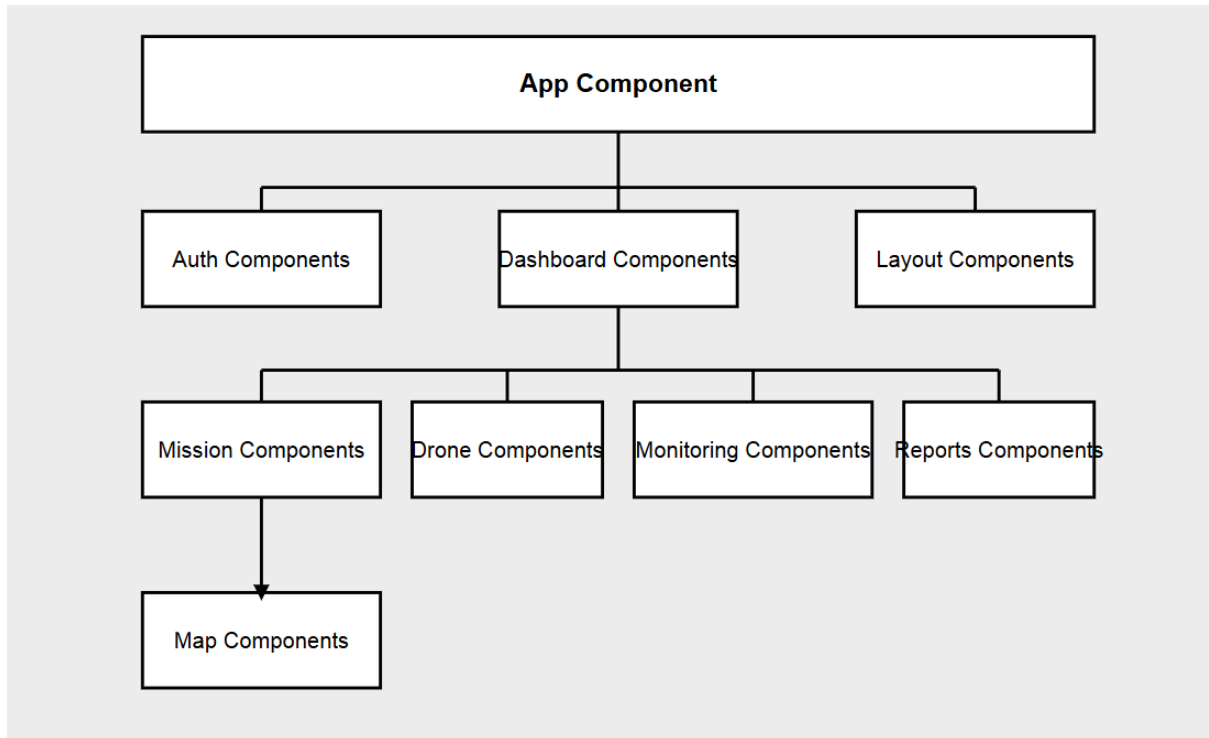 App Component
Auth Components
Dashboard Components
Layout Components
Mission Components
Drone Components
Monitoring Components
Reports Components
Map Components